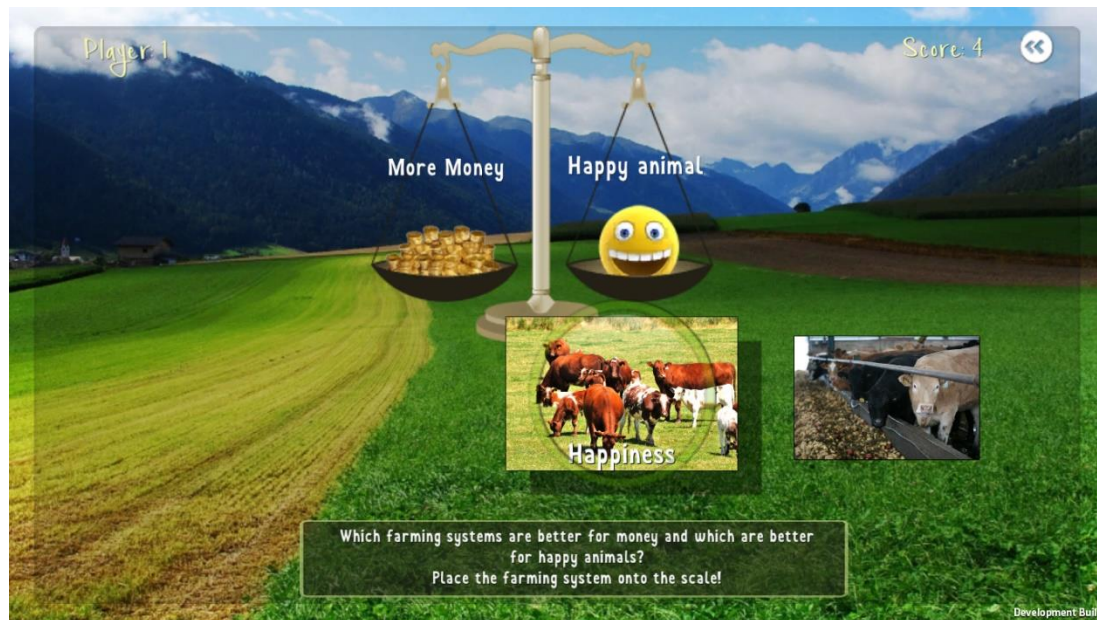 Player: 1
Score: 4
More Money
Happy animal
Happiness
Which farming systems are better for money and which are better
for happy animals?
Place the farming system onto the scale!
Development Buil